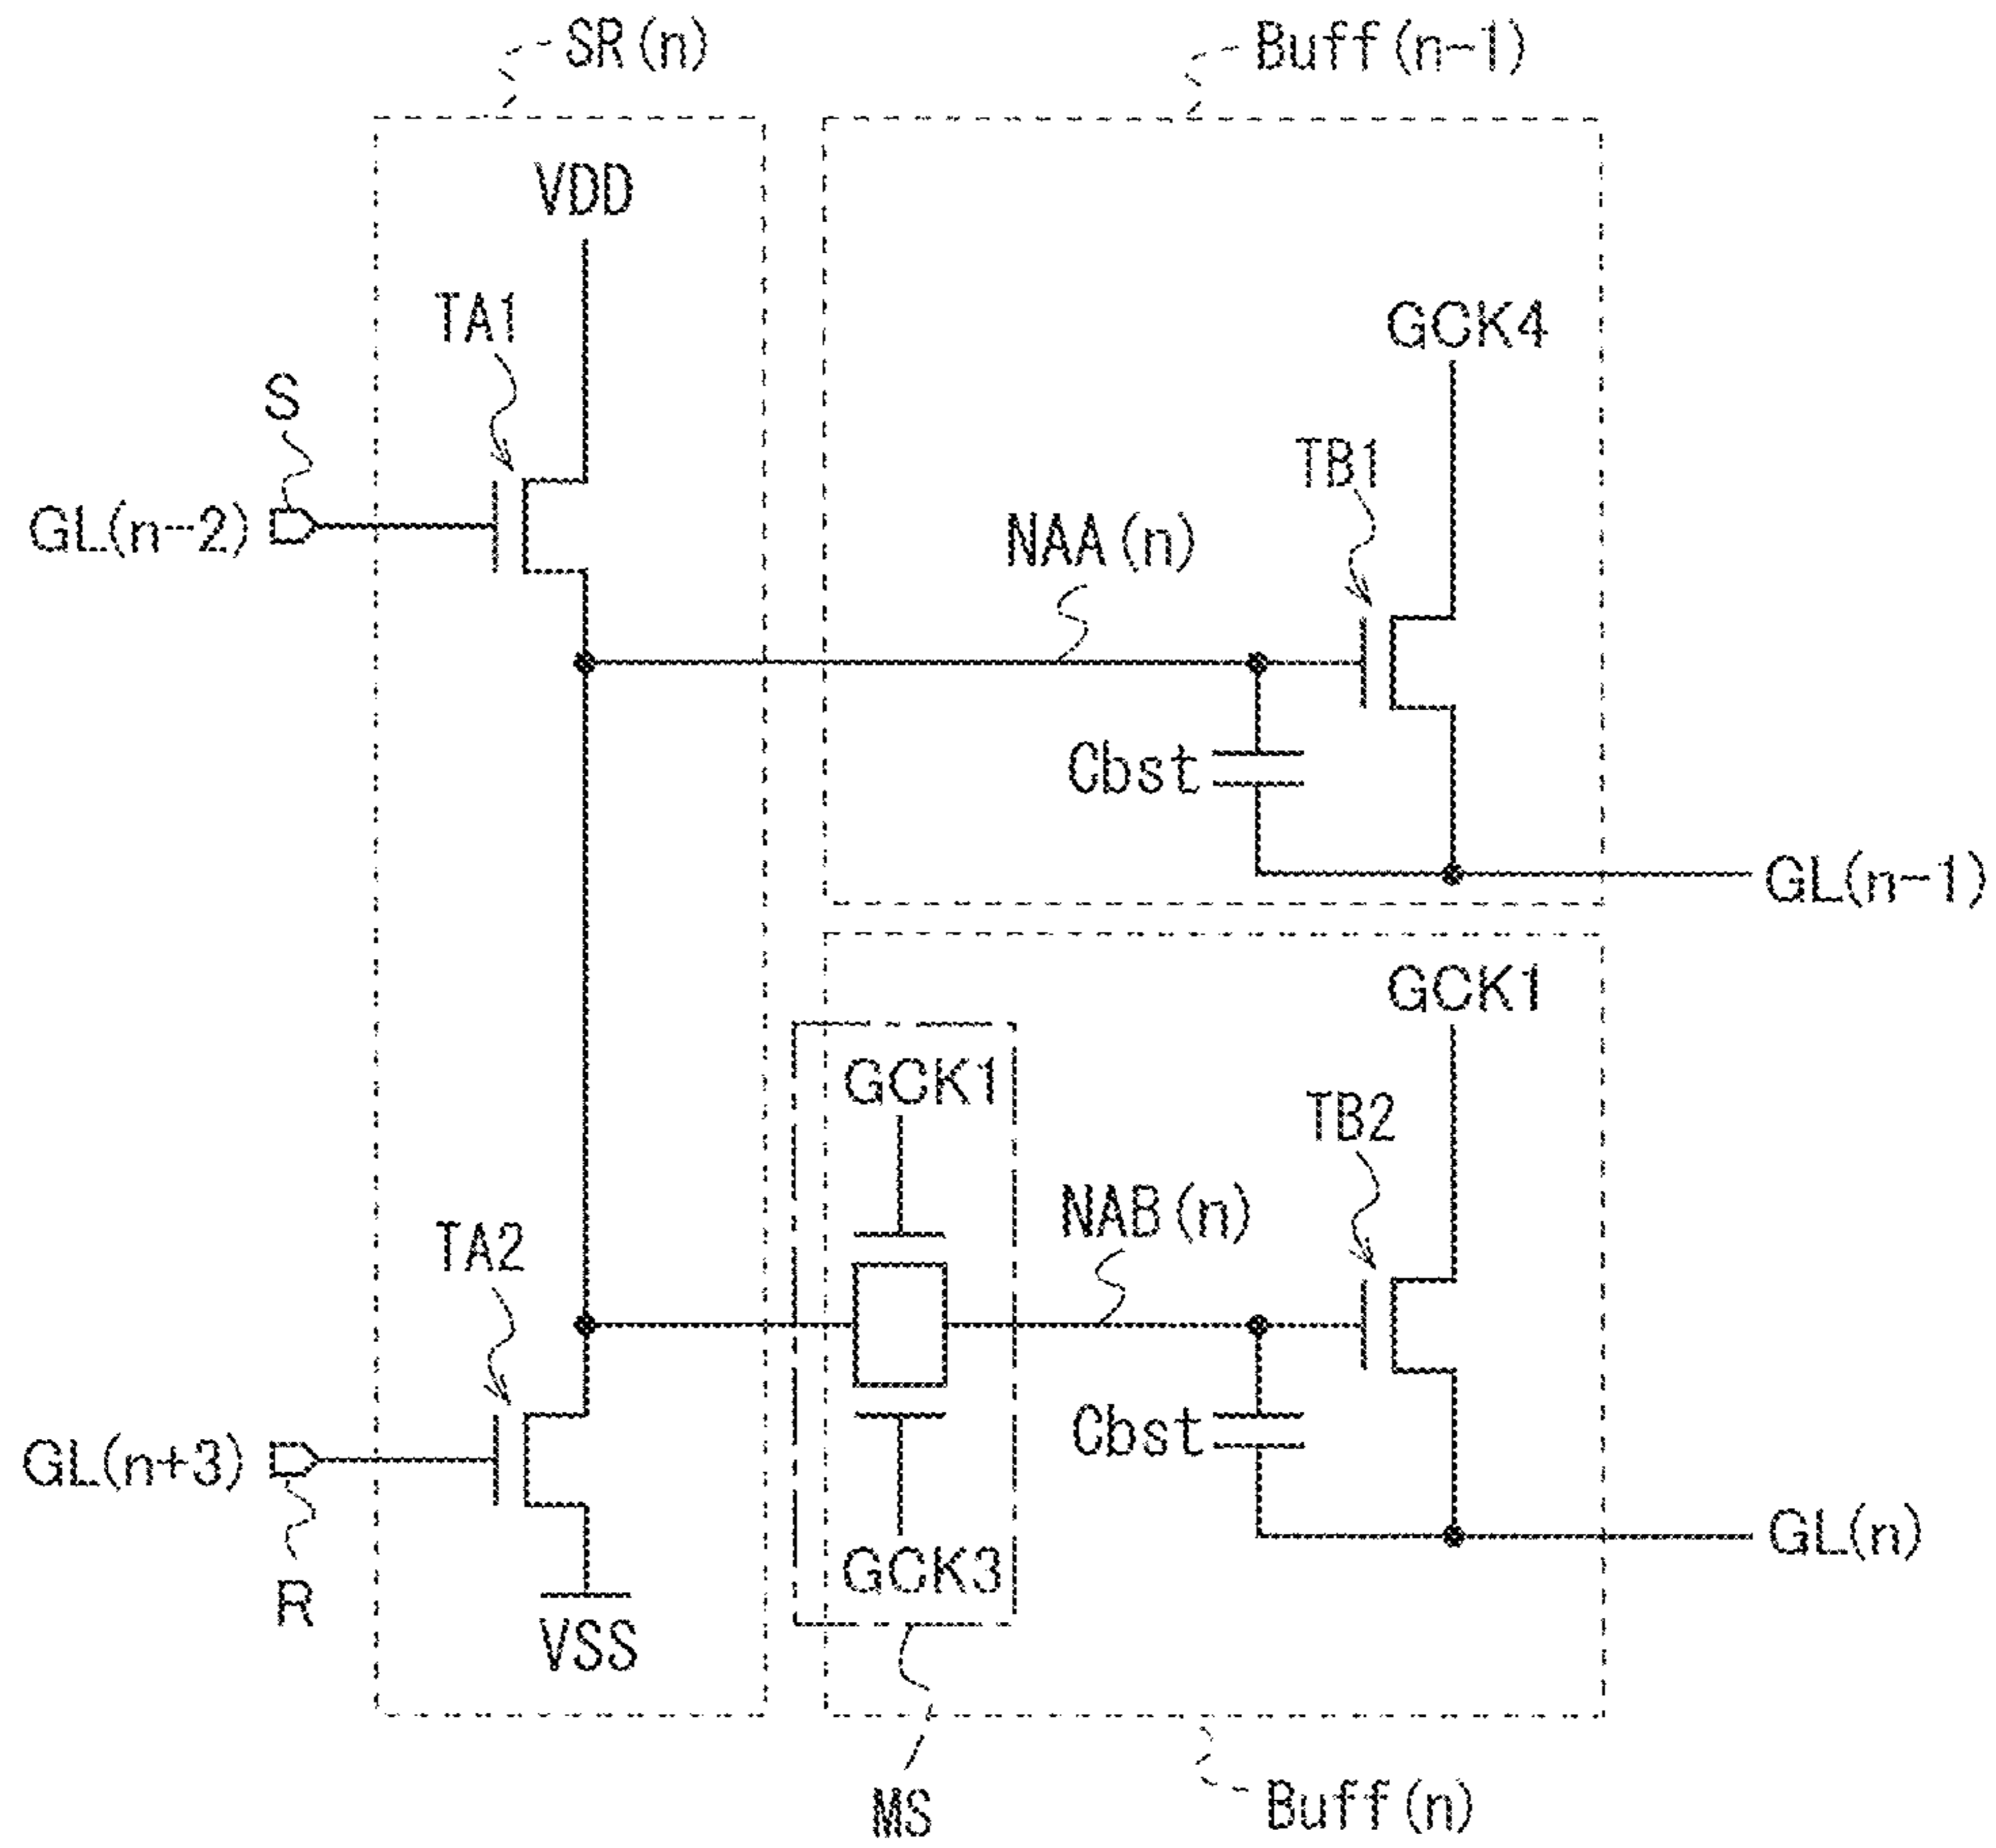 SR(n)
Buff(n-1)
VDD
TA1
GCK4
S
TB1
GL(n-2)
NAA(n)
Cbst
GL(n-1)
GCK1
GCK1
TB2
NAB(n)
TA2
Cbst
GL(n+3)
GL(n)
GCK3
R
VSS
MS
Buff(n)